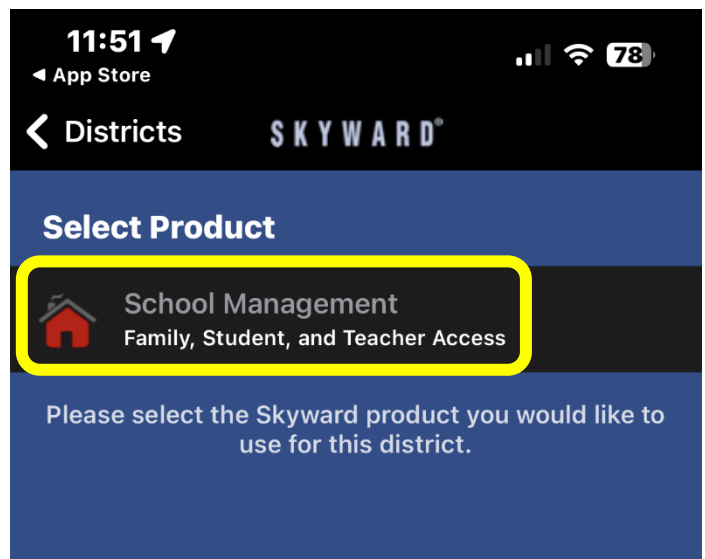 11:51
78
◀ App Store
Districts
SKYWARD®
Select Product
School Management
Family, Student, and Teacher Access
Please select the Skyward product you would like to
use for this district.